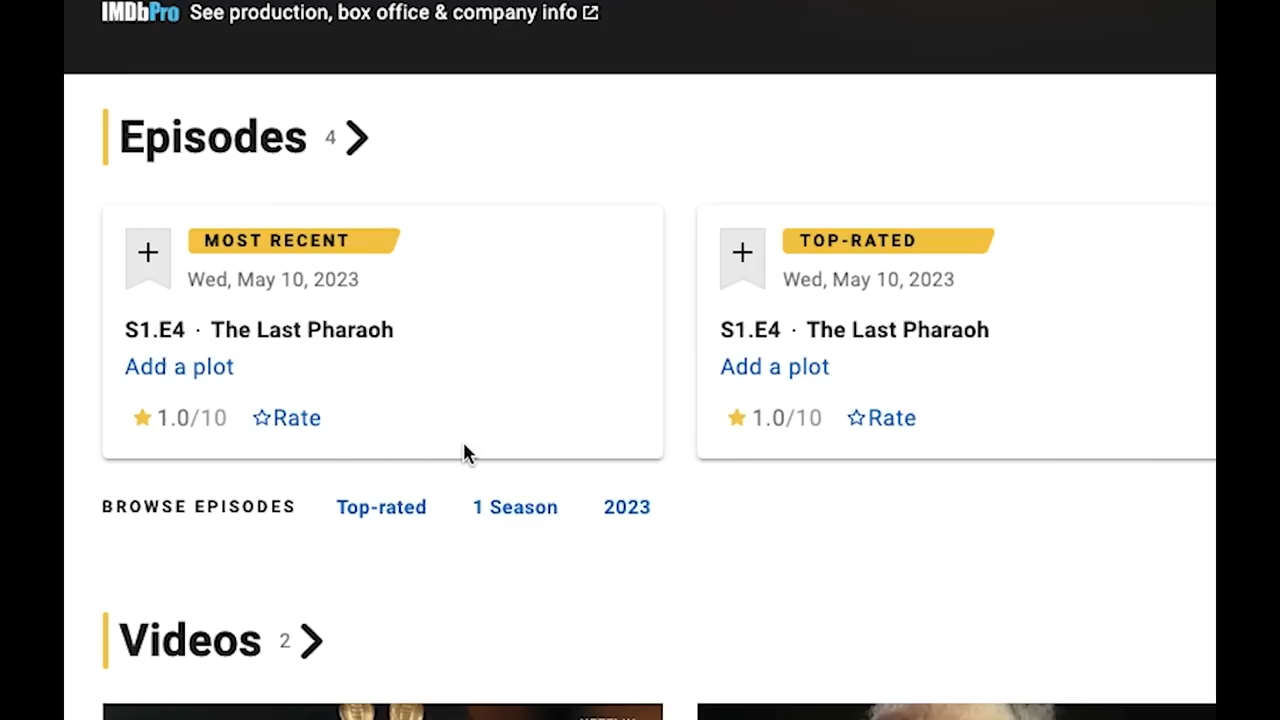 IMDbPro See production, box office & company info
Episodes 4
MOST RECENT
Wed, May 10, 2023
S1.E4 · The Last Pharaoh
Add a plot
1.0/10 Rate
TOP-RATED
Wed, May 10, 2023
S1.E4 · The Last Pharaoh
Add a plot
1.0/10 Rate
BROWSE EPISODES Top-rated 1 Season 2023
Videos 2